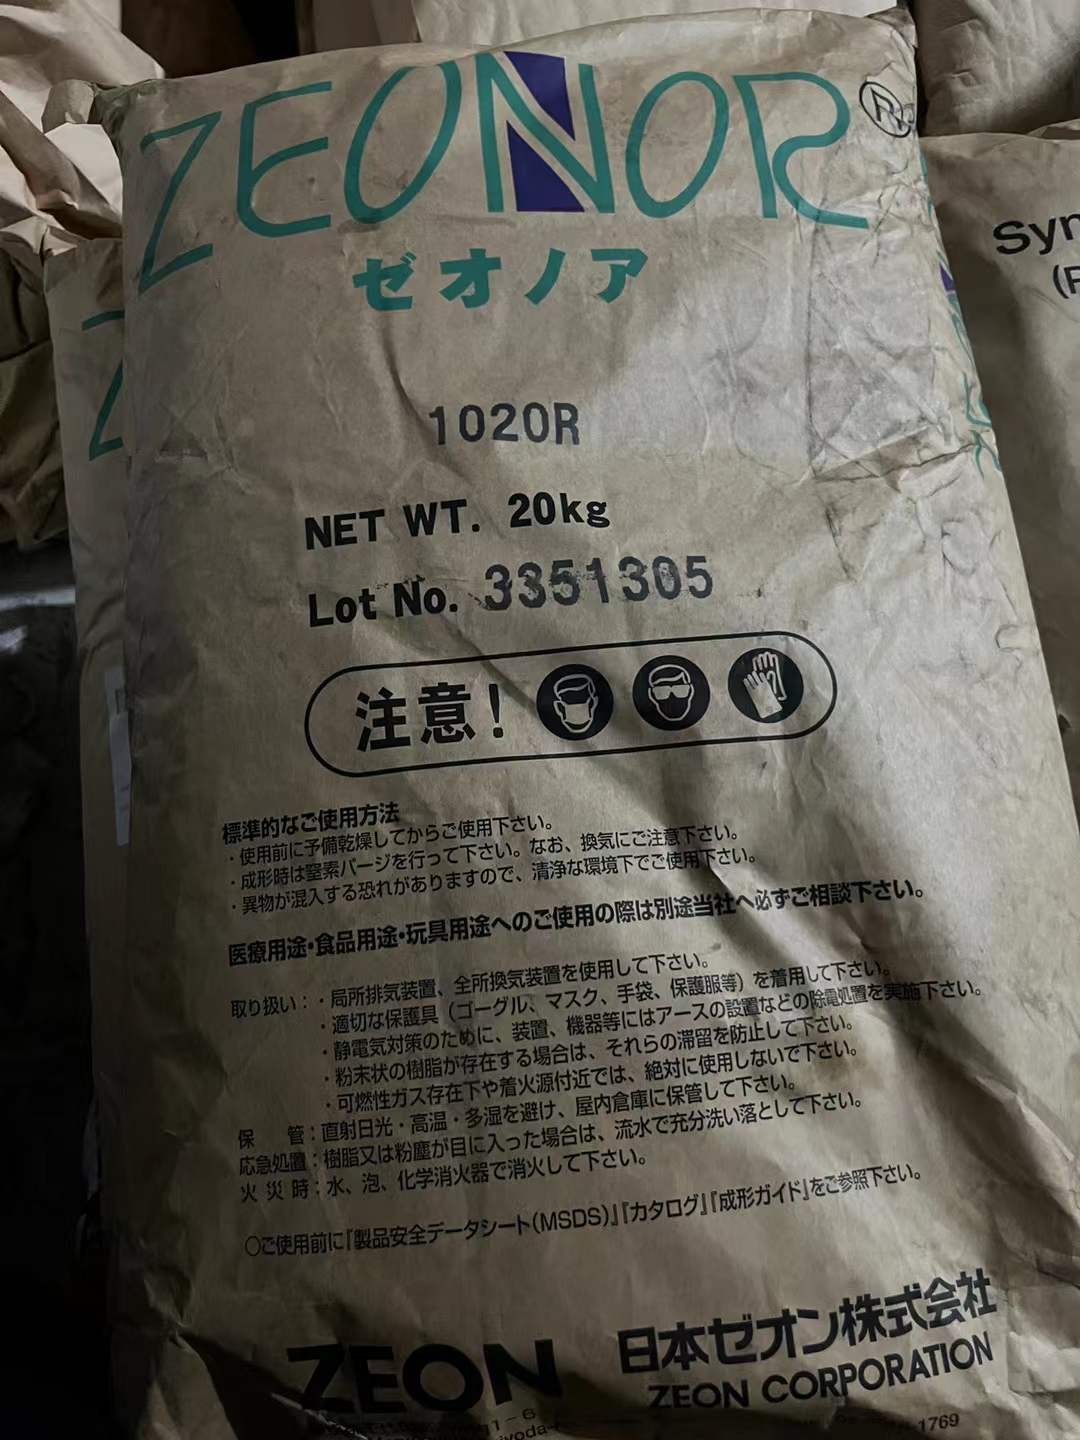 ZEONOR®
ゼオノア
1020R
NET WT. 20kg
Lot No. 3351305
注意!
標準的なご使用方法
・使用前に予備乾燥してからご使用下さい。
・成形時は窒素パージを行って下さい。なお、換気にご注意下さい。
・異物が混入する恐れがありますので、清浄な環境下でご使用下さい。
医療用途・食品用途・玩具用途へのご使用の際は別途当社へ必ずご相談下さい。
取り扱い:・局所排気装置、全所換気装置を使用して下さい。
・適切な保護具(ゴーグル、マスク、手袋、保護服等)を着用して下さい。
・静電気対策のために、装置、機器等にはアースの設置などの除電処置を実施下さい。
・粉末状の樹脂が存在する場合は、それらの滞留を防止して下さい。
・可燃性ガス存在下や着火源付近では、絶対に使用しないで下さい。
保 管:直射日光・高温・多湿を避け、屋内倉庫に保管して下さい。
応急処置:樹脂又は粉塵が目に入った場合は、流水で充分洗い落として下さい。
火災時:水、泡、化学消火器で消火して下さい。
○ご使用前に『製品安全データシート(MSDS)』『カタログ』『成形ガイド』をご参照下さい。
ZEON 日本ゼオン株式会社
ZEON CORPORATION
1-6
-1769